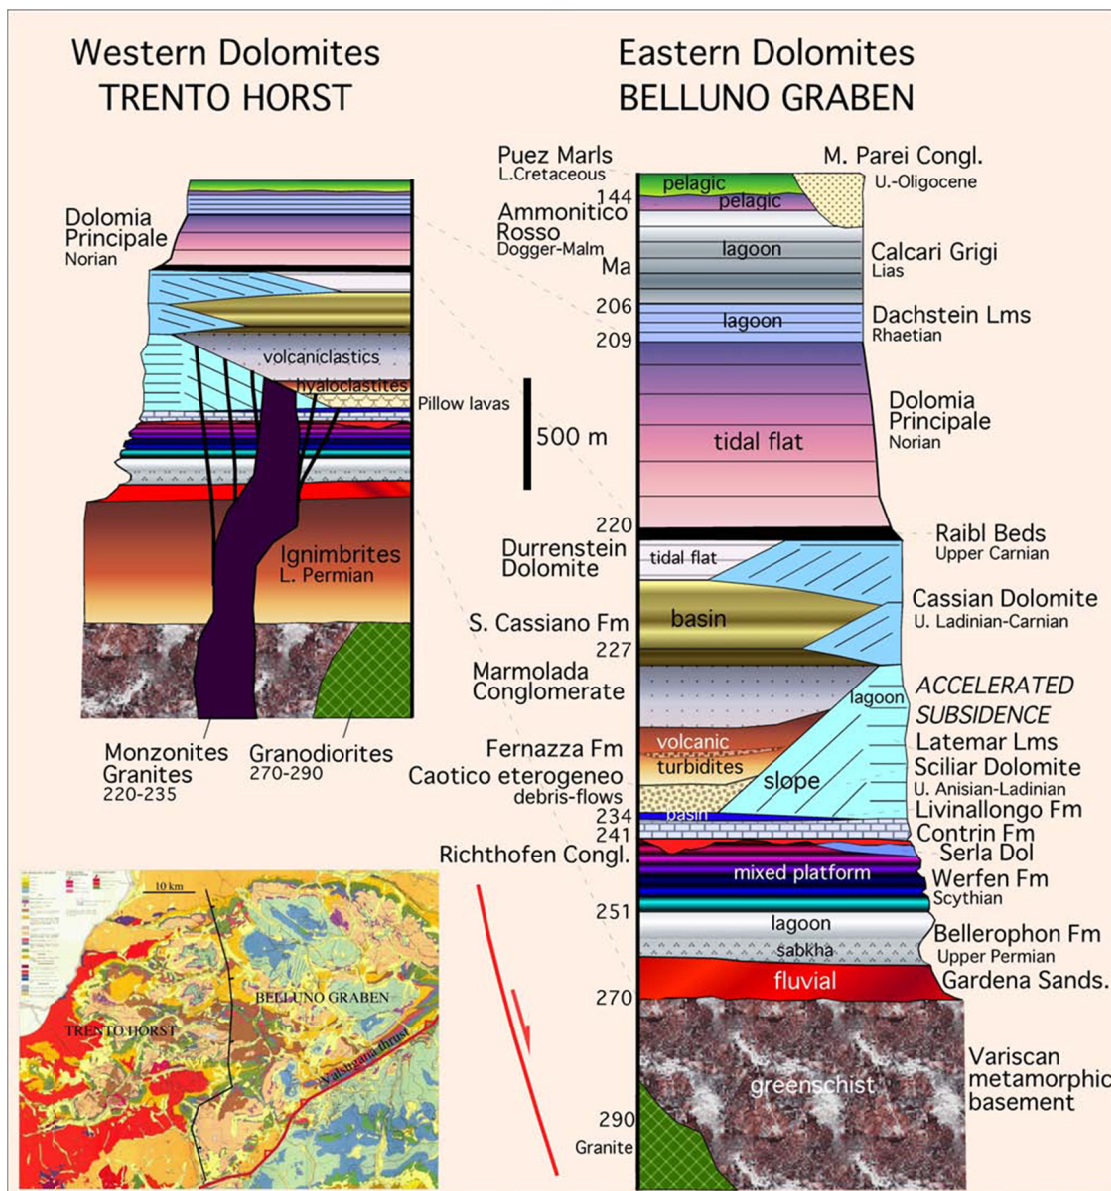 Western Dolomites
TRENTO HORST
Eastern Dolomites
BELLUNO GRABEN
Dolomia
Principale
Norian
volcaniclastics
hyaloclastites
Pillow lavas
Ignimbrites
L. Permian
Monzonites
Granites
220-235
Granodiorites
270-290
500 m
Puez Marls
L.Cretaceous
144
Ammonitico
Rosso
Dogger-Malm
Ma
206
209
220
Durrenstein
Dolomite
S. Cassiano Fm
227
Marmolada
Conglomerate
Fernazza Fm
Caotico eterogeneo
debris-flows
234
241
Richthofen Congl.
251
270
290
Granite
pelagic
pelagic
lagoon
lagoon
tidal flat
tidal flat
basin
lagoon
volcanic
turbidites
slope
basin
mixed platform
lagoon
sabkha
fluvial
greenschist
M. Parei Congl.
U.-Oligocene
Calcari Grigi
Lias
Dachstein Lms
Rhaetian
Dolomia
Principale
Norian
Raibl Beds
Upper Carnian
Cassian Dolomite
U. Ladinian-Carnian
ACCELERATED
SUBSIDENCE
Latemar Lms
Sciliar Dolomite
U. Anisian-Ladinian
Livinallongo Fm
Contrin Fm
Serla Dol
Werfen Fm
Scythian
Bellerophon Fm
Upper Permian
Gardena Sands.
Variscan
metamorphic
basement
10 km
BELLUNO GRABEN
TRENTO HORST
Valsugana thrust